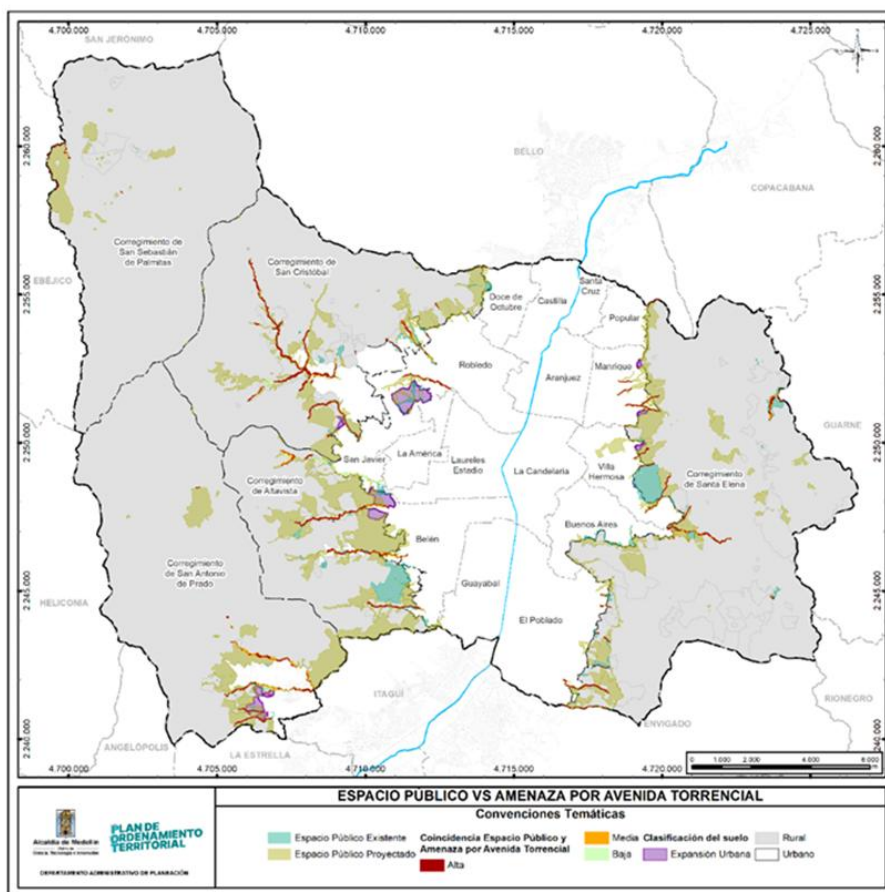 4.700.000 4.705.000 4.710.000 4.715.000 4.720.000 4.725.000
SAN JERÓNIMO
2.260.000
2.260.000
BELLO
COPACABANA
Corregimiento de
San Sebastián
de Palmitas
Corregimiento de
San Cristóbal
EBÉJICO
2.255.000
2.255.000
Doce de
Octubre
Castilla
Santa
Cruz
Popular
Robledo
Aranjuez
Manrique
GUARNE
2.250.000
2.250.000
San Javier
La América
Laureles
Estadio
La Candelaria
Villa
Hermosa
Corregimiento
de Altavista
Corregimiento
de Santa Elena
Buenos Aires
Belén
Corregimiento
de San Antonio
de Prado
2.245.000
2.245.000
HELICONIA
Guayabal
El Poblado
ITAGÜÍ
RIONEGRO
ENVIGADO
2.240.000
2.240.000
ANGELÓPOLIS
LA ESTRELLA
0 1.000 2.000 4.000 6.000
m
4.700.000 4.705.000 4.710.000 4.715.000 4.720.000 4.725.000
ESPACIO PÚBLICO VS AMENAZA POR AVENIDA TORRENCIAL
Convenciones Temáticas
Alcaldía de Medellín
PLAN DE
ORDENAMIENTO
TERRITORIAL
DEPARTAMENTO ADMINISTRATIVO DE PLANEACIÓN
Espacio Público Existente
Espacio Público Proyectado
Coincidencia Espacio Público y
Amenaza por Avenida Torrencial
Alta
Media
Baja
Clasificación del suelo
Expansión Urbana
Rural
Urbano